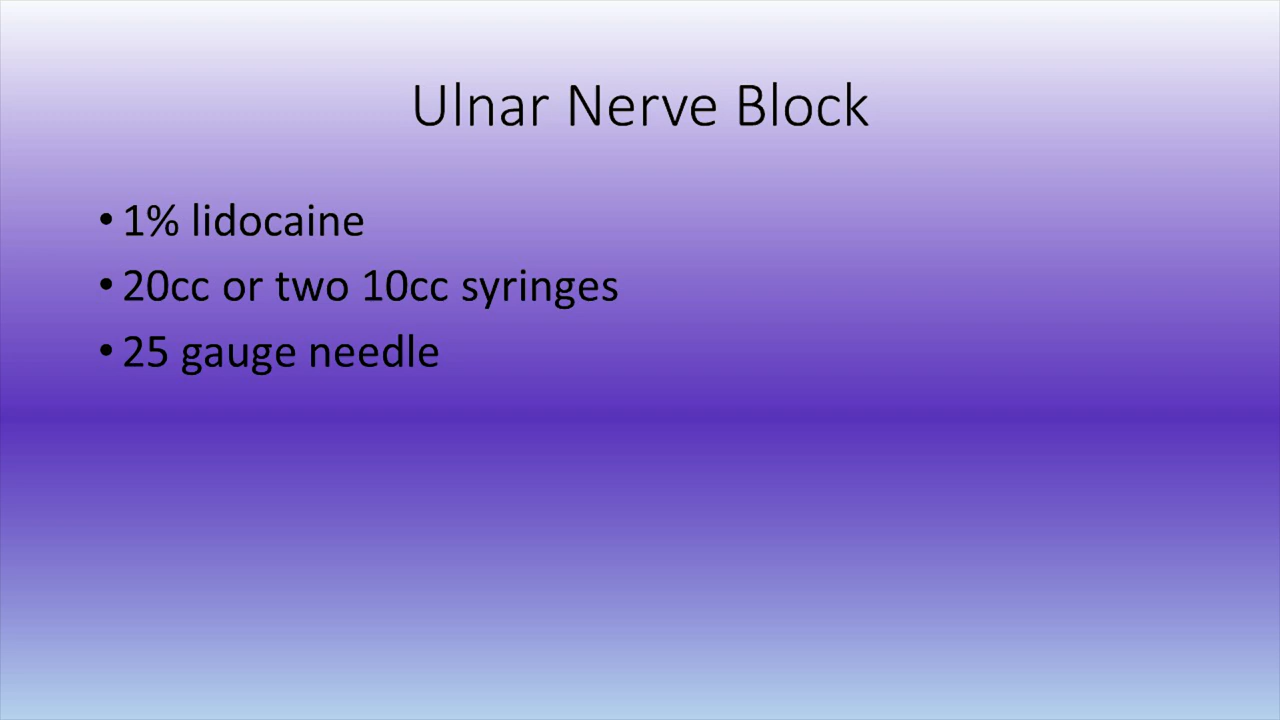 Ulnar Nerve Block
• 1% lidocaine
• 20cc or two 10cc syringes
• 25 gauge needle